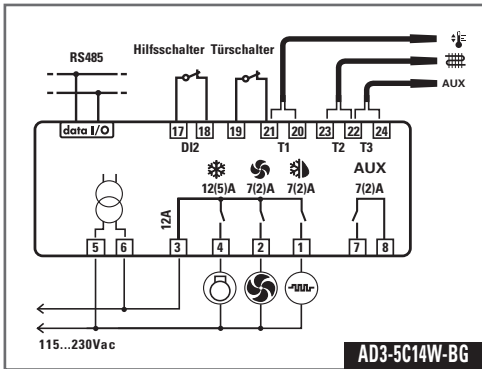 Hilfsschalter Türschalter
RS485
AUX
data I/O
17 18 19 21 20 23 22 24
DI2 T1 T2 T3
AUX
12(5)A 7(2)A 7(2)A 7(2)A
12A
5 6 3 4 2 1 7 8
115...230Vac
AD3-5C14W-BG